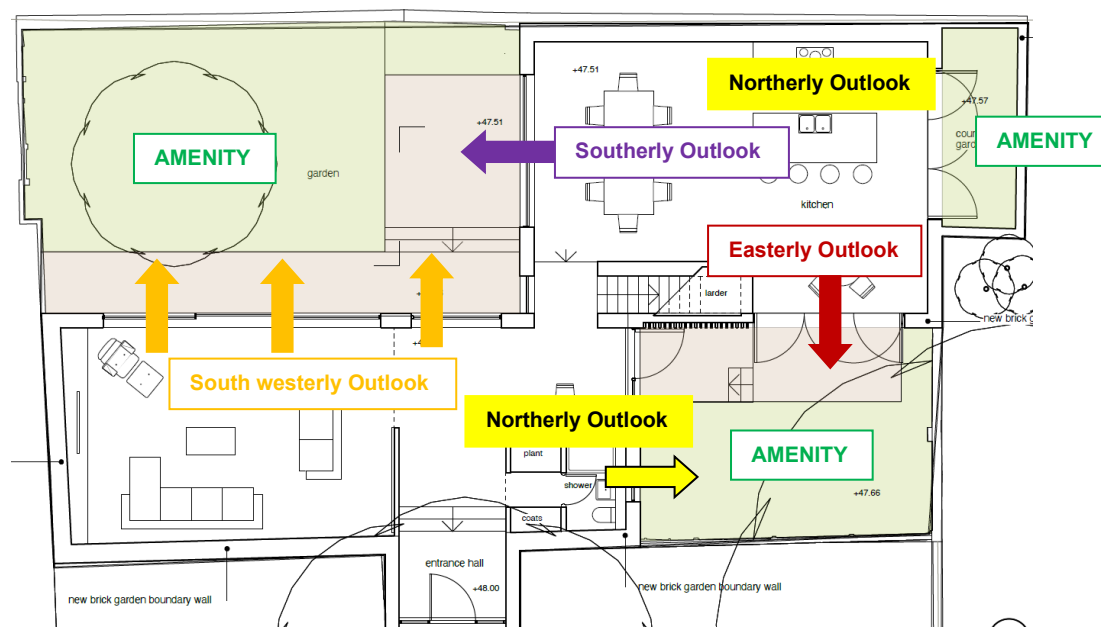 +47.51
Northerly Outlook
+47.51
+47.57
AMENITY
Southerly Outlook
AMENITY
garden
kitchen
Easterly Outlook
larder
South westerly Outlook
Northerly Outlook
plant
AMENITY
shower
+47.66
coats
entrance hall
+48.00
new brick garden boundary wall
new brick garden boundary wall
new brick